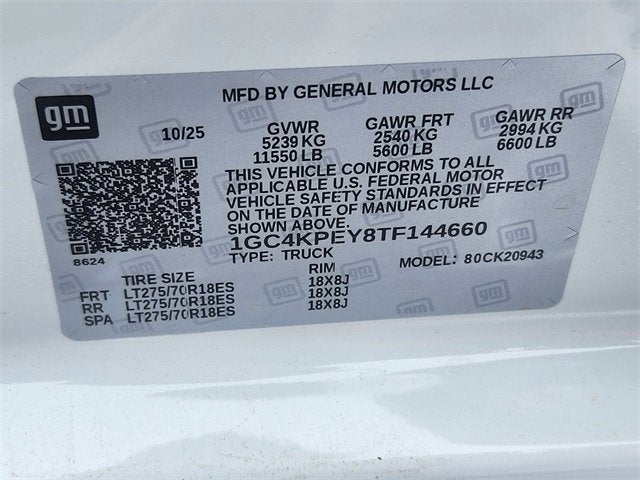 gm
MFD BY GENERAL MOTORS LLC
10/25 GVWR GAWR FRT GAWR RR
5239 KG 2540 KG 2994 KG
11550 LB 5600 LB 6600 LB
THIS VEHICLE CONFORMS TO ALL
APPLICABLE U.S. FEDERAL MOTOR
VEHICLE SAFETY STANDARDS IN EFFECT
ON THE DATE OF MANUFACTURE
SHOWN ABOVE.
8624 1GC4KPEY8TF144660
TYPE: TRUCK MODEL: 80CK20943
TIRE SIZE RIM
FRT LT275/70R18ES 18X8J
RR LT275/70R18ES 18X8J
SPA LT275/70R18ES 18X8J